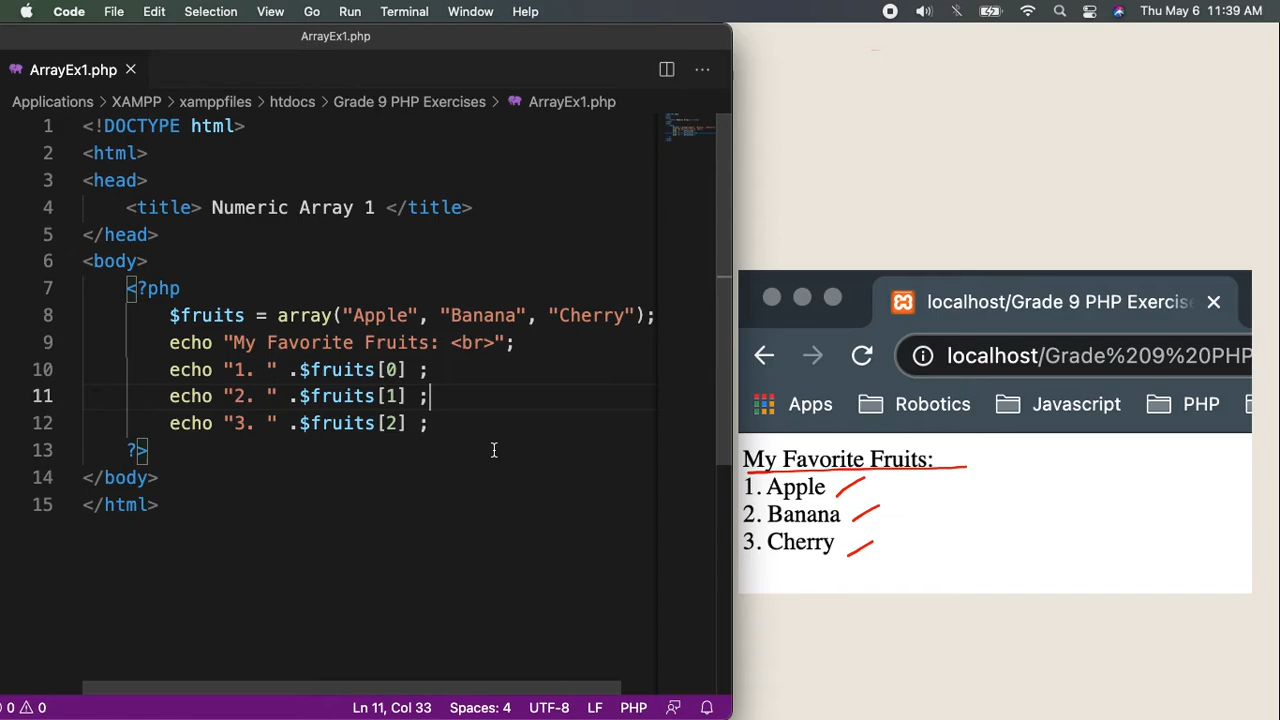 Code File Edit Selection View Go Run Terminal Window Help Thu May 6 11:39 AM
ArrayEx1.php
ArrayEx1.php
Applications > XAMPP > xamppfiles > htdocs > Grade 9 PHP Exercises > ArrayEx1.php
1 <!DOCTYPE html>
2 <html>
3 <head>
4 <title> Numeric Array 1 </title>
5 </head>
6 <body>
7 <?php
8 $fruits = array("Apple", "Banana", "Cherry");
9 echo "My Favorite Fruits: <br>";
10 echo "1. " .$fruits[0] ;
11 echo "2. " .$fruits[1] ;
12 echo "3. " .$fruits[2] ;
13 ?>
14 </body>
15 </html>
0 0 Ln 11, Col 33 Spaces: 4 UTF-8 LF PHP
localhost/Grade 9 PHP Exercise
localhost/Grade%209%20PHP
Apps Robotics Javascript PHP
My Favorite Fruits:
1. Apple
2. Banana
3. Cherry